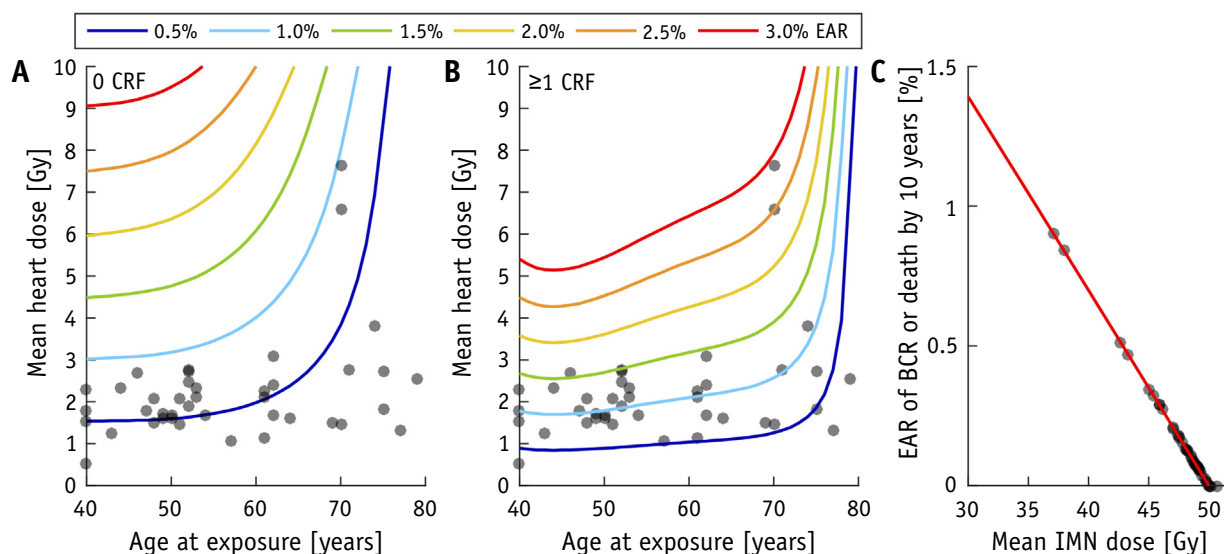 0.5% 1.0% 1.5% 2.0% 2.5% 3.0% EAR
A
0 CRF
10
9
8
7
6
5
4
3
2
1
0
Mean heart dose [Gy]
40 50 60 70 80
Age at exposure [years]
B
≥1 CRF
10
9
8
7
6
5
4
3
2
1
0
Mean heart dose [Gy]
40 50 60 70 80
Age at exposure [years]
C
1.5
1
0.5
0
EAR of BCR or death by 10 years [%]
30 35 40 45 50
Mean IMN dose [Gy]